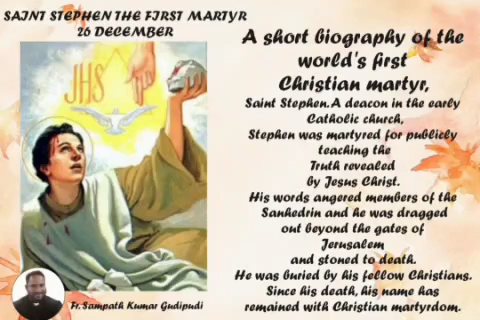 SAINT STEPHEN THE FIRST MARTYR
26 DECEMBER
JHS
A short biography of the
world's first
Christian martyr,
Saint Stephen.A deacon in the early
Catholic church,
Stephen was martyred for publicly
teaching the
Truth revealed
by Jesus Christ.
His words angered members of the
Sanhedrin and he was dragged
out beyond the gates of
Jerusalem
and stoned to death.
He was buried by his fellow Christians.
Since his death, his name has
remained with Christian martyrdom.
Fr. Sampath Kumar Gudipudi